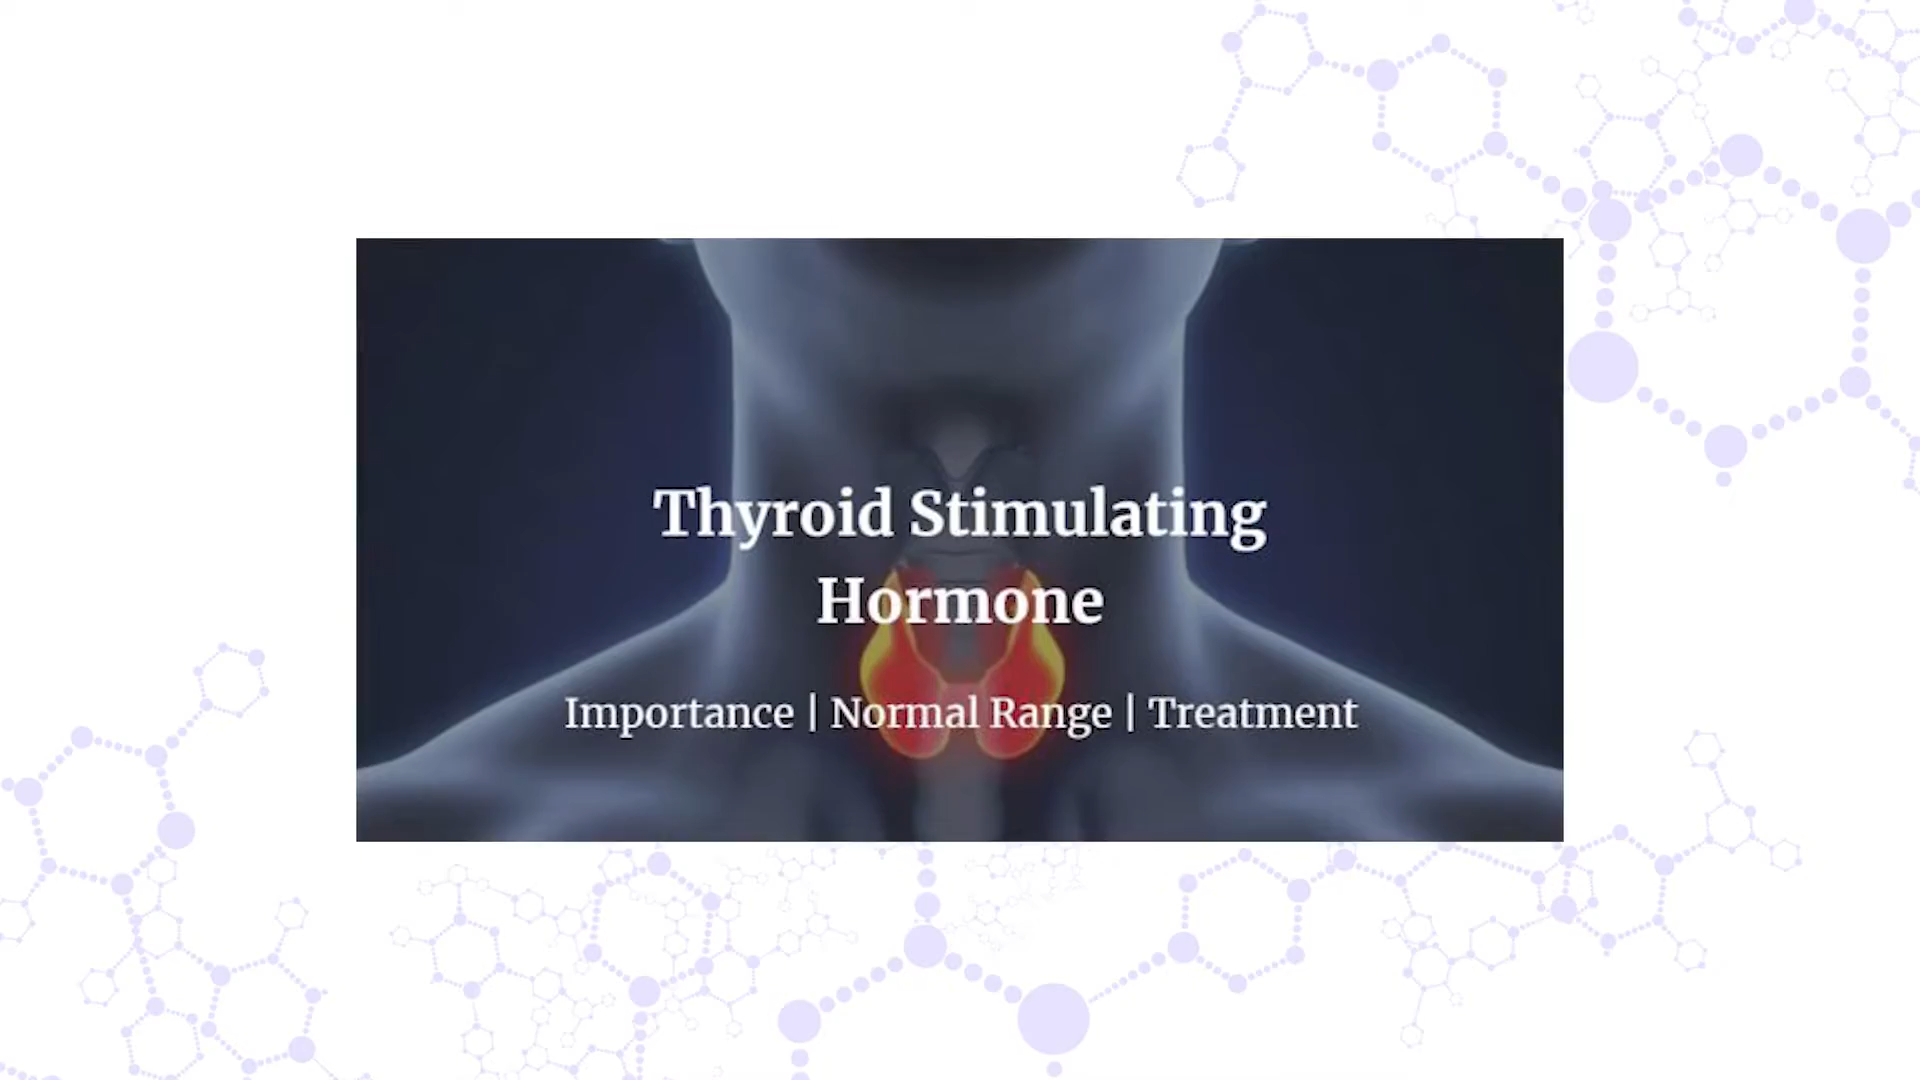 Thyroid Stimulating
Hormone
Importance | Normal Range | Treatment